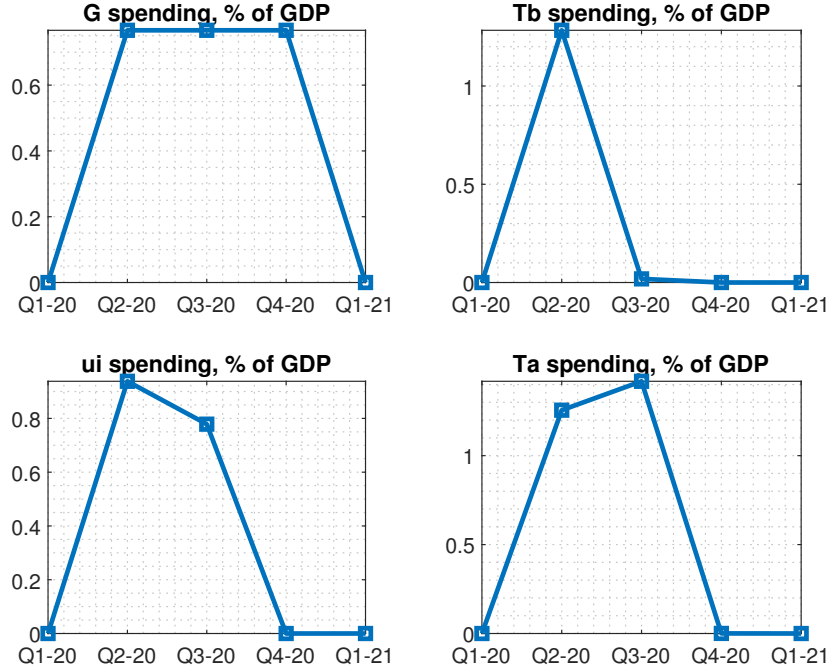 G spending, % of GDP
0.6
0.4
0.2
0
Q1-20 Q2-20 Q3-20 Q4-20 Q1-21
Tb spending, % of GDP
1
0.5
0
Q1-20 Q2-20 Q3-20 Q4-20 Q1-21
ui spending, % of GDP
0.8
0.6
0.4
0.2
0
Q1-20 Q2-20 Q3-20 Q4-20 Q1-21
Ta spending, % of GDP
1
0.5
0
Q1-20 Q2-20 Q3-20 Q4-20 Q1-21